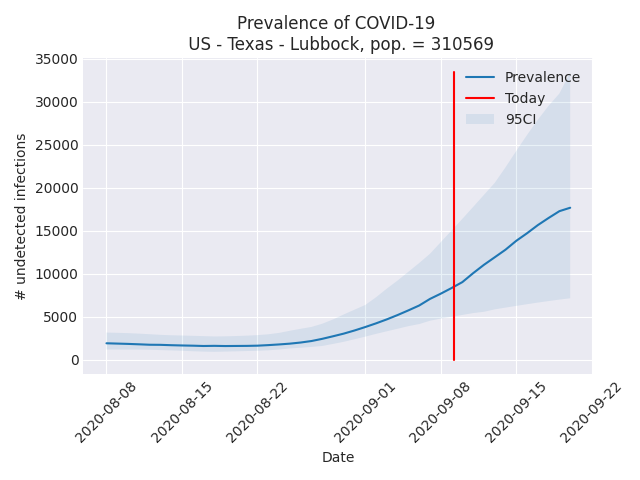 Prevalence of COVID-19
US - Texas - Lubbock, pop. = 310569
35000
30000
25000
20000
15000
10000
5000
0
# undetected infections
Prevalence
Today
95CI
2020-08-08
2020-08-15
2020-08-22
2020-09-01
2020-09-08
2020-09-15
2020-09-22
Date